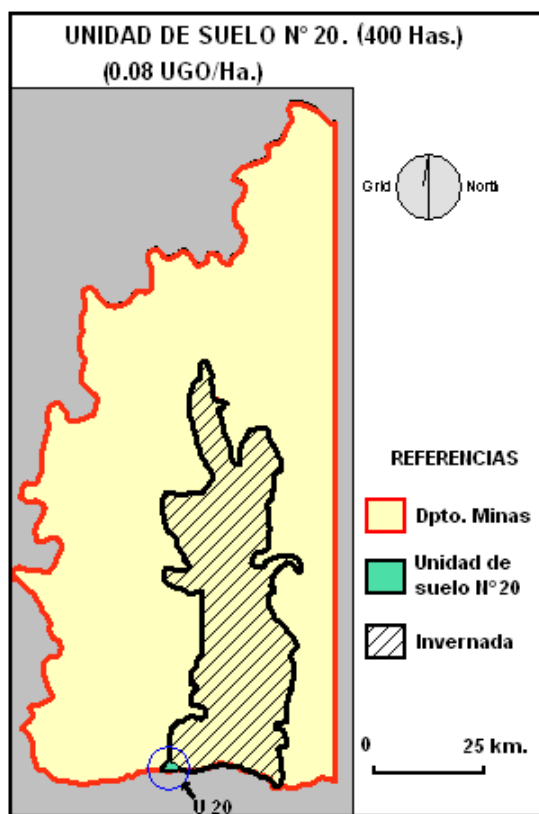 UNIDAD DE SUELO N° 20. (400 Has.)
(0.08 UGO/Ha.)
Grid North
REFERENCIAS
Dpto. Minas
Unidad de
suelo N° 20
Invernada
0 25 km.
U 20